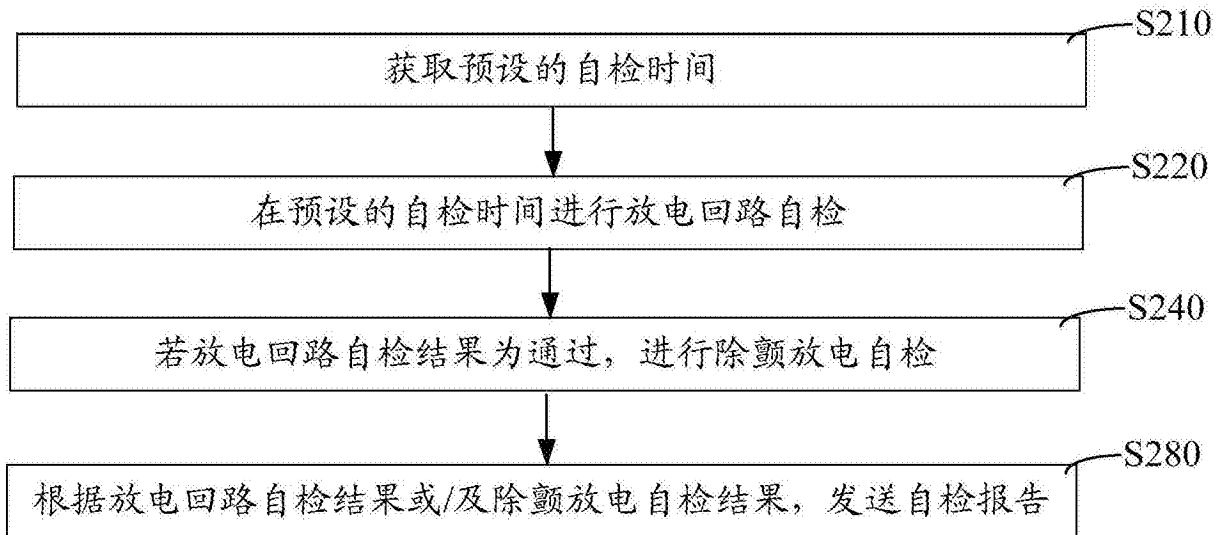 S210
获取预设的自检时间
S220
在预设的自检时间进行放电回路自检
S240
若放电回路自检结果为通过，进行除颤放电自检
S280
根据放电回路自检结果或/及除颤放电自检结果，发送自检报告